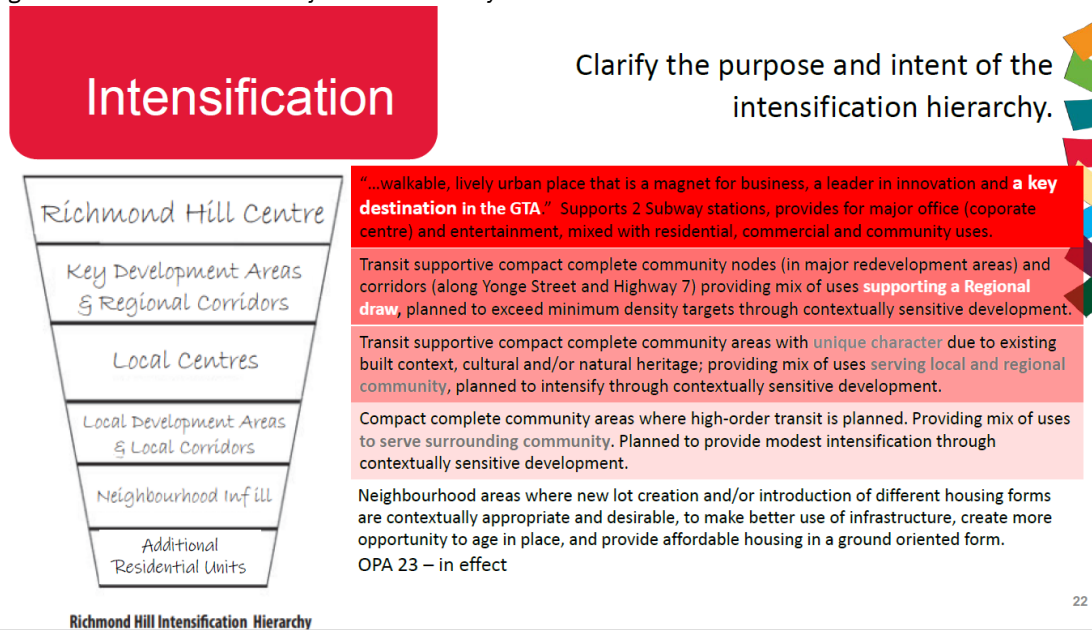 Intensification
Clarify the purpose and intent of the
intensification hierarchy.
Richmond Hill Centre
Key Development Areas
& Regional Corridors
Local Centres
Local Development Areas
& Local Corridors
Neighbourhood Infill
Additional
Residential Units
Richmond Hill Intensification Hierarchy
“...walkable, lively urban place that is a magnet for business, a leader in innovation and a key
destination in the GTA.” Supports 2 Subway stations, provides for major office (coporate
centre) and entertainment, mixed with residential, commercial and community uses.
Transit supportive compact complete community nodes (in major redevelopment areas) and
corridors (along Yonge Street and Highway 7) providing mix of uses supporting a Regional
draw, planned to exceed minimum density targets through contextually sensitive development.
Transit supportive compact complete community areas with unique character due to existing
built context, cultural and/or natural heritage; providing mix of uses serving local and regional
community, planned to intensify through contextually sensitive development.
Compact complete community areas where high-order transit is planned. Providing mix of uses
to serve surrounding community. Planned to provide modest intensification through
contextually sensitive development.
Neighbourhood areas where new lot creation and/or introduction of different housing forms
are contextually appropriate and desirable, to make better use of infrastructure, create more
opportunity to age in place, and provide affordable housing in a ground oriented form.
OPA 23 – in effect
22